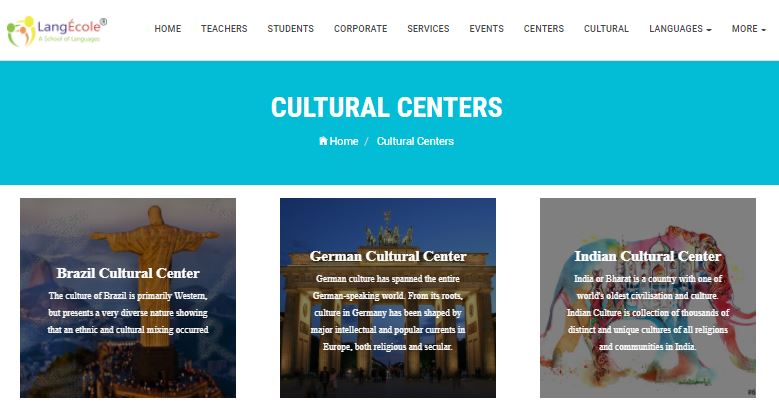 LangÉcole®
A School of Languages
HOME TEACHERS STUDENTS CORPORATE SERVICES EVENTS CENTERS CULTURAL LANGUAGES MORE
CULTURAL CENTERS
Home / Cultural Centers
Brazil Cultural Center
The culture of Brazil is primarily Western,
but presents a very diverse nature showing
that an ethnic and cultural mixing occurred
German Cultural Center
German culture has spanned the entire
German-speaking world. From its roots,
culture in Germany has been shaped by
major intellectual and popular currents in
Europe, both religious and secular.
Indian Cultural Center
India or Bharat is a country with one of
world's oldest civilisation and culture.
Indian Culture is collection of thousands of
distinct and unique cultures of all religions
and communities in India.